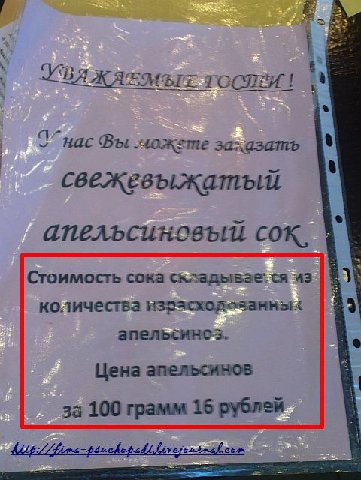 УВАЖАЕМЫЕ ГОСТИ!
У нас Вы можете заказать
свежевыжатый
апельсиновый сок
Стоимость сока складывается из
количества израсходованных
апельсинов.
Цена апельсинов
за 100 грамм 16 рублей
http://fima-psuchopadl.livejournal.com